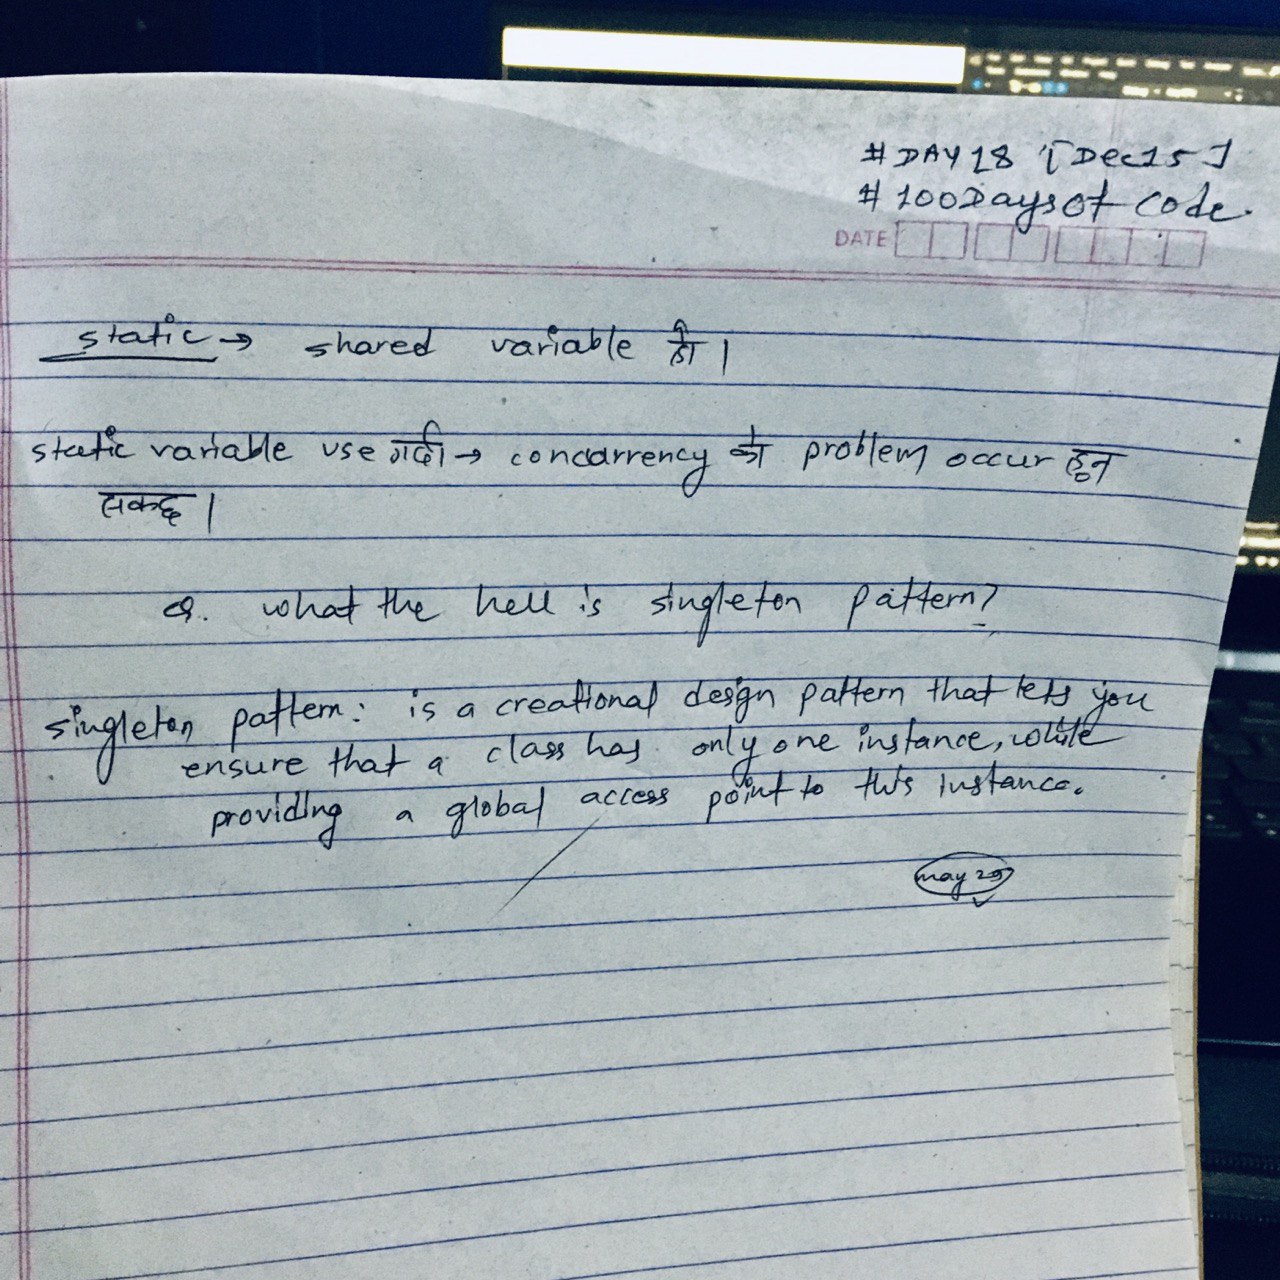 #DAY18 [Dec15]
#100DaysOf Code.
DATE
static → shared variable हो ।
static variable use गर्दा → concarrency को problem occur हुन
सक्छ ।
Q. what the hell is singleton pattern?
singleton pattern: is a creational design pattern that lets you
ensure that a class has only one instance, while
providing a global access point to this instance.
may 29